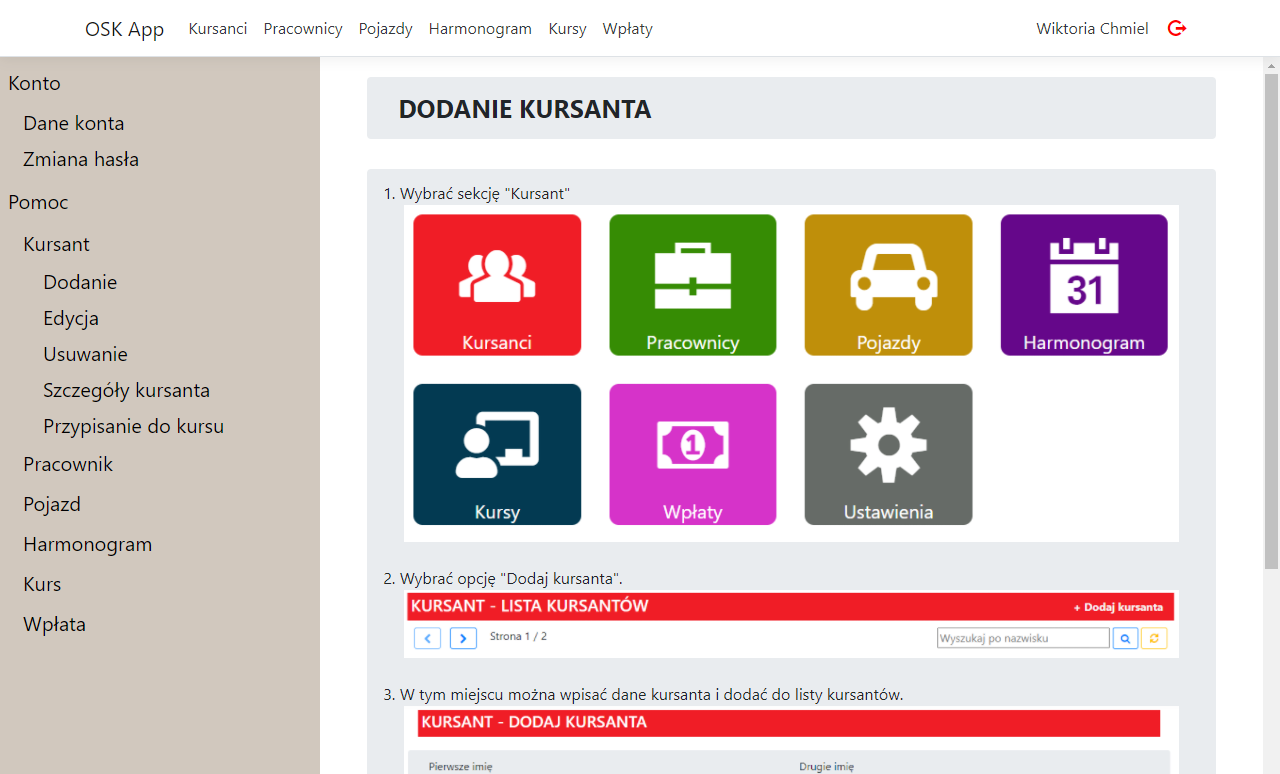 OSK App Kursanci Pracownicy Pojazdy Harmonogram Kursy Wpłaty Wiktoria Chmiel
Konto
Dane konta
Zmiana hasła
Pomoc
Kursant
Dodanie
Edycja
Usuwanie
Szczegóły kursanta
Przypisanie do kursu
Pracownik
Pojazd
Harmonogram
Kurs
Wpłata
DODANIE KURSANTA
1. Wybrać sekcję "Kursant"
31
Kursanci Pracownicy Pojazdy Harmonogram
1
Kursy Wpłaty Ustawienia
2. Wybrać opcję "Dodaj kursanta".
KURSANT - LISTA KURSANTÓW + Dodaj kursanta
Strona 1 / 2 Wyszukaj po nazwisku
3. W tym miejscu można wpisać dane kursanta i dodać do listy kursantów.
KURSANT - DODAJ KURSANTA
Pierwsze imię Drugie imię